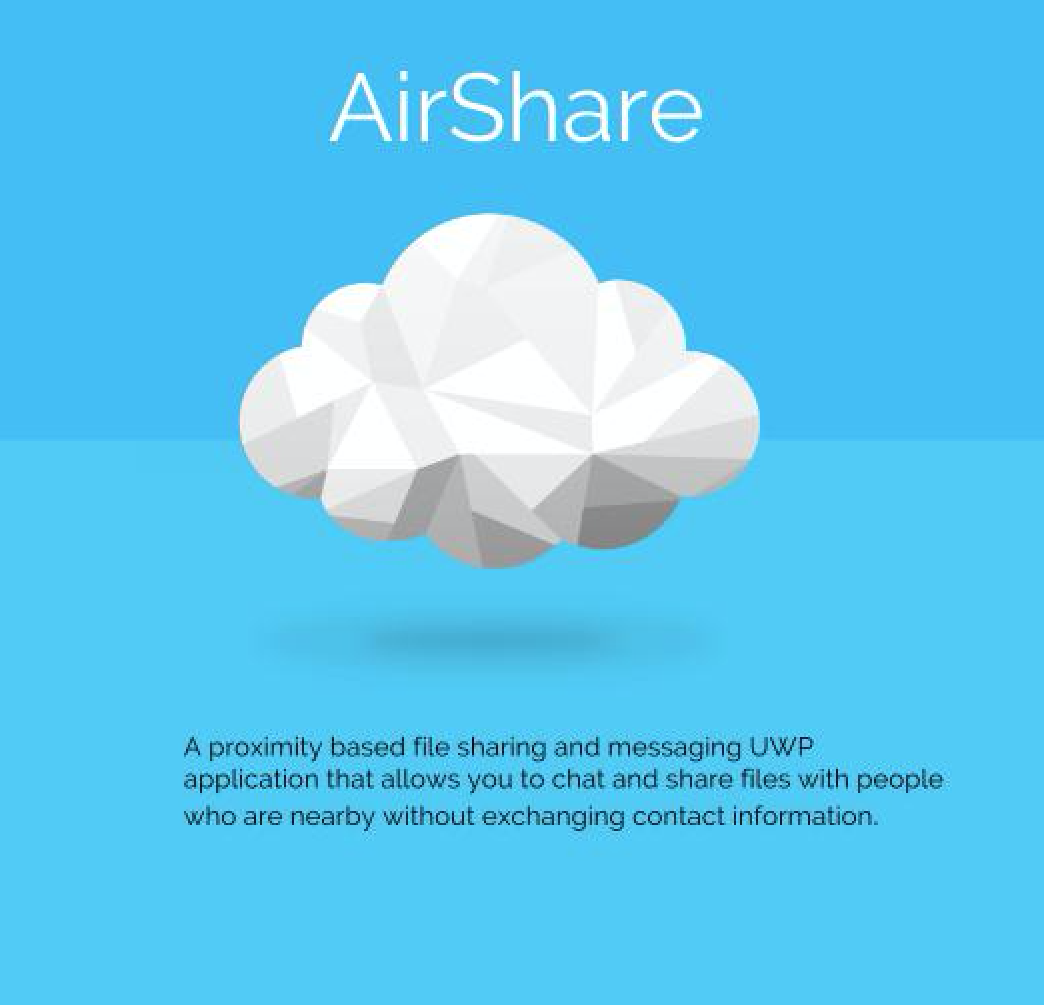 AirShare
A proximity based file sharing and messaging UWP
application that allows you to chat and share files with people
who are nearby without exchanging contact information.